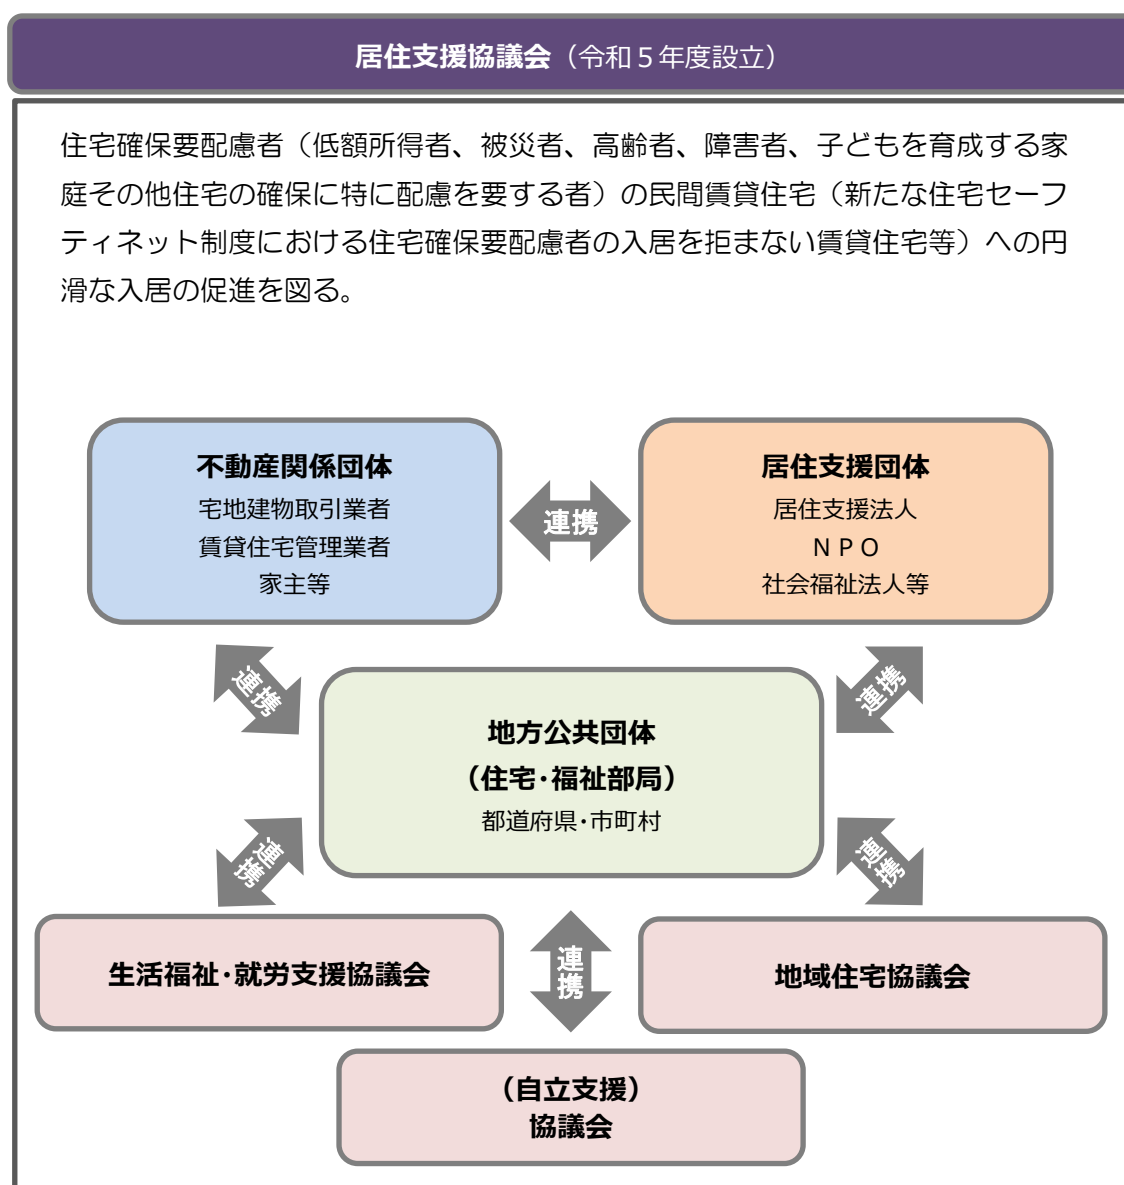 居住支援協議会（令和５年度設立）
住宅確保要配慮者（低額所得者、被災者、高齢者、障害者、子どもを育成する家
庭その他住宅の確保に特に配慮を要する者）の民間賃貸住宅（新たな住宅セーフ
ティネット制度における住宅確保要配慮者の入居を拒まない賃貸住宅等）への円
滑な入居の促進を図る。
不動産関係団体
宅地建物取引業者
賃貸住宅管理業者
家主等
連携
居住支援団体
居住支援法人
ＮＰＯ
社会福祉法人等
連携
連携
地方公共団体
（住宅・福祉部局）
都道府県・市町村
連携
連携
生活福祉・就労支援協議会
連携
地域住宅協議会
（自立支援）
協議会